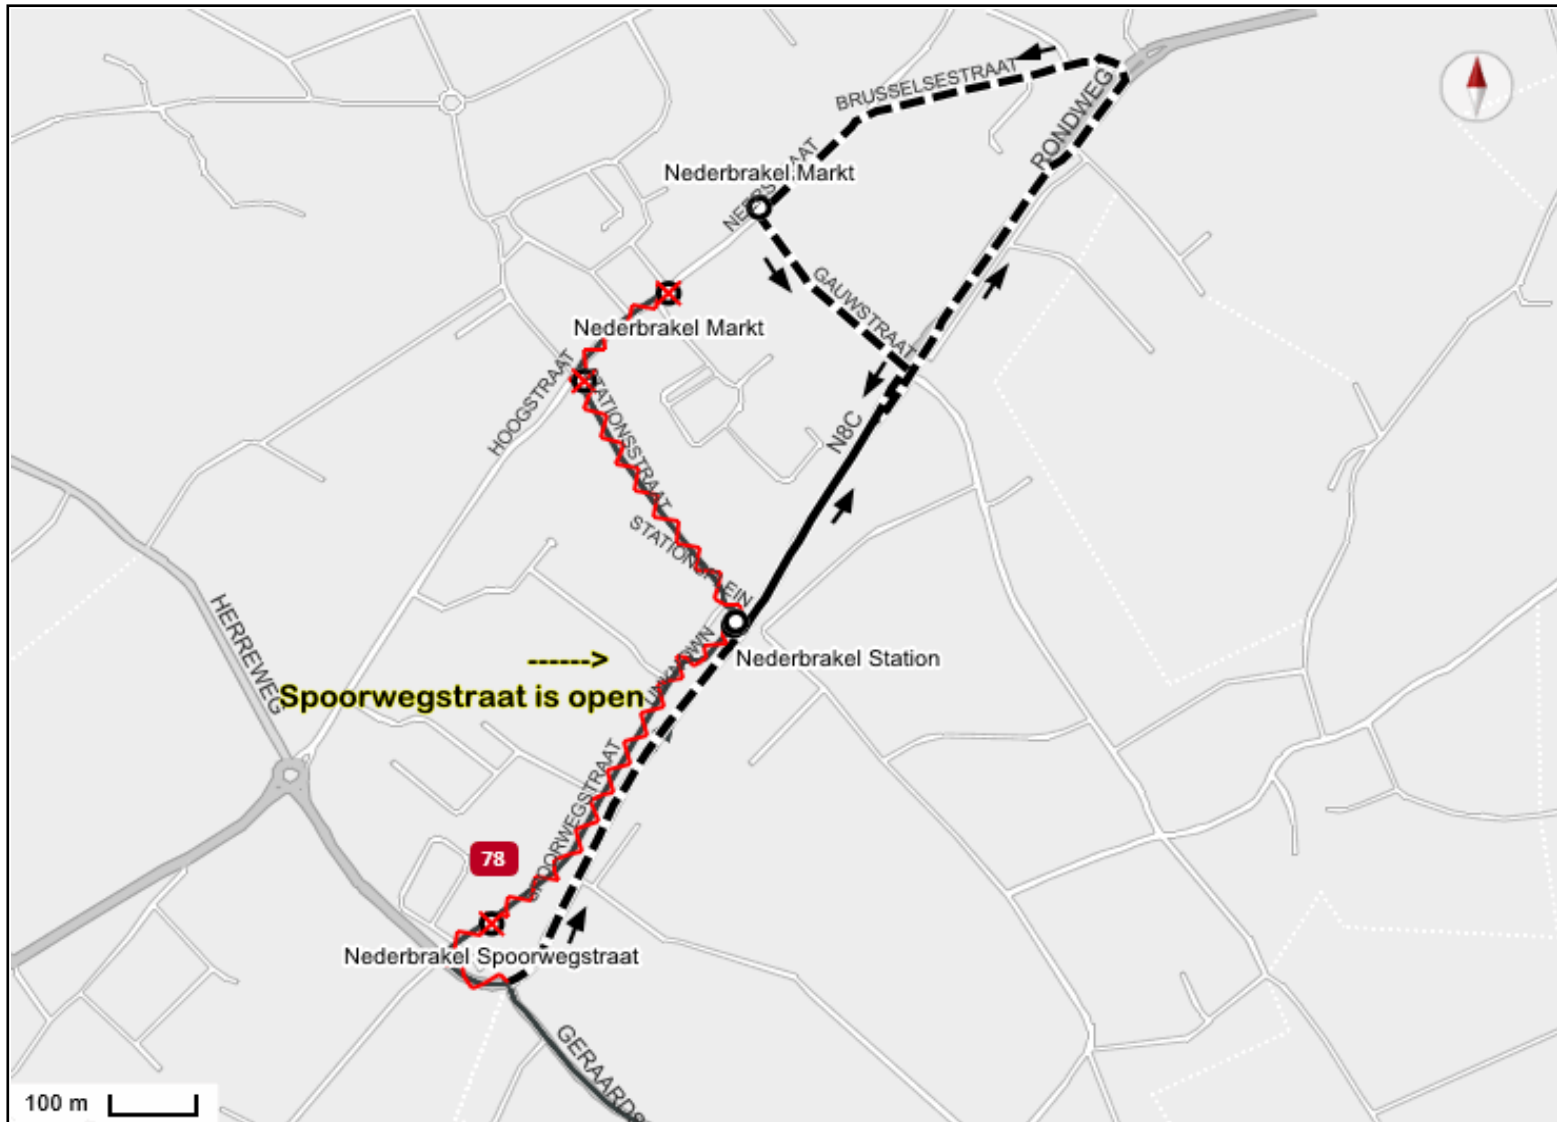 BRUSSELSESTRAAT
RONDWEG
Nederbrakel Markt
GAUWSTRAAT
Nederbrakel Markt
HOOGSTRAAT
STATIONSSTRAAT
N8C
HERREWEG
UNKNOWN
Nederbrakel Station
------>
Spoorwegstraat is open
SPOORWEGSTRAAT
78
Nederbrakel Spoorwegstraat
GERAARDS
100 m